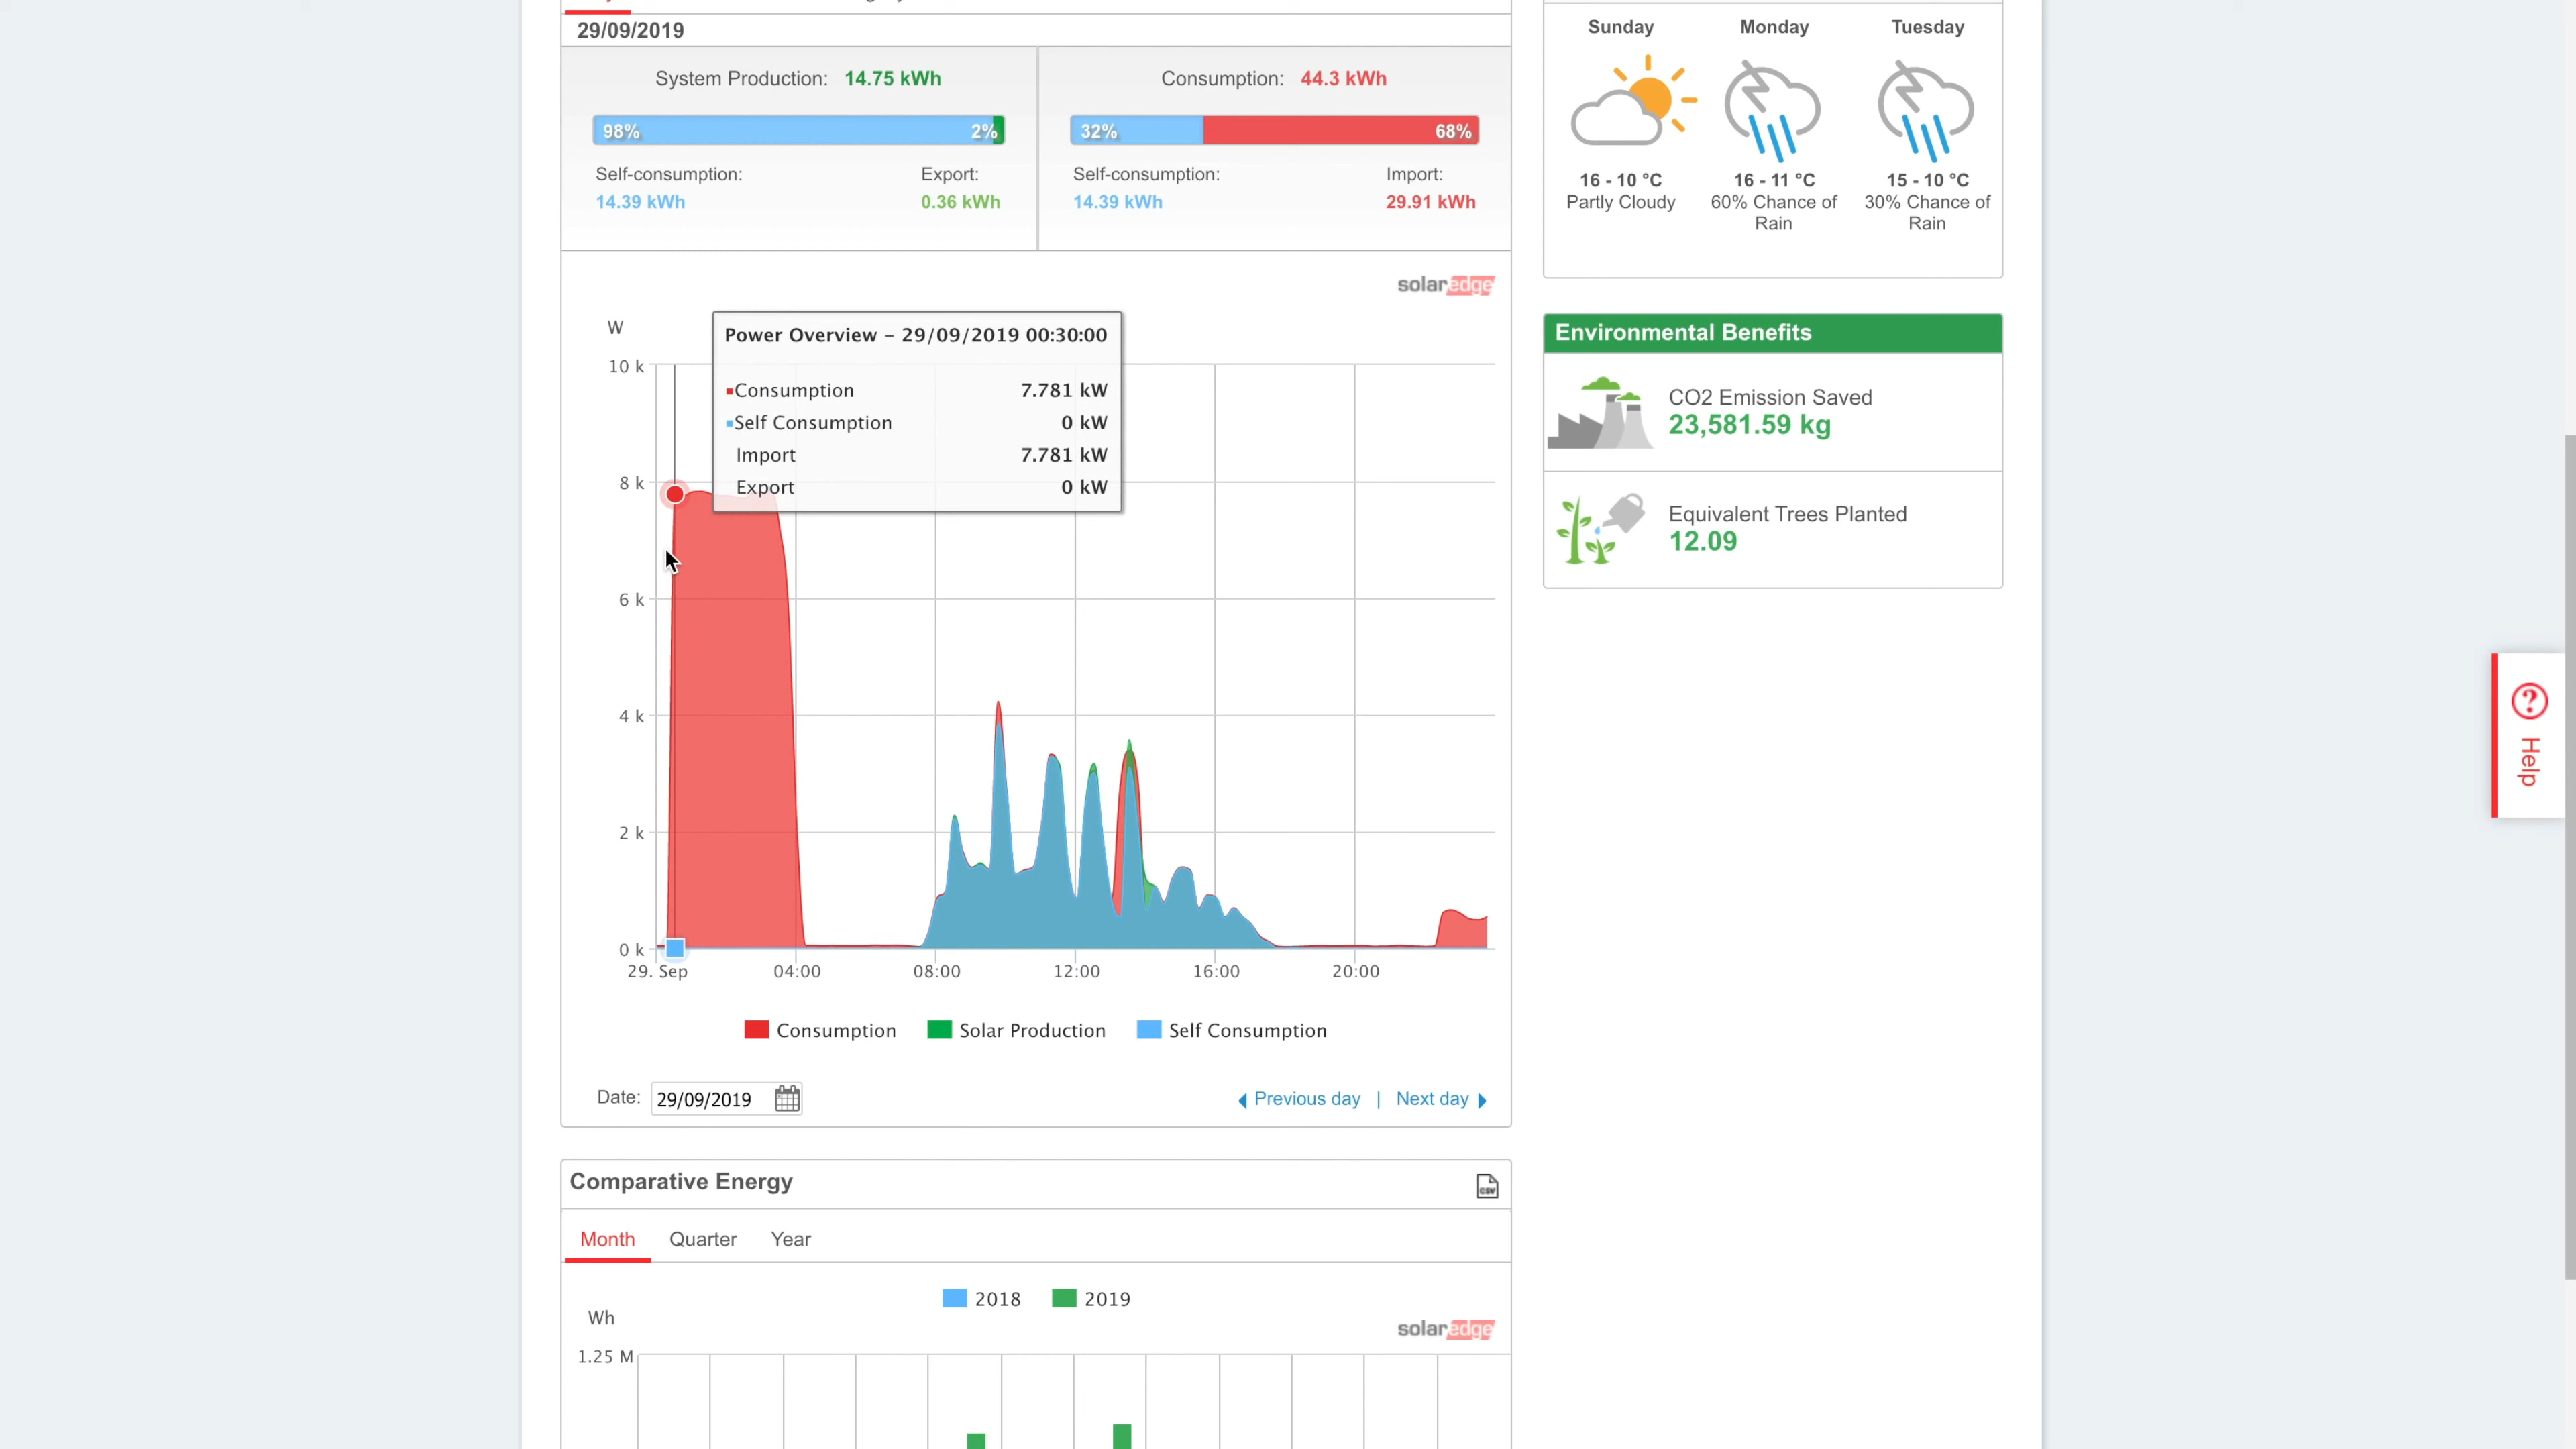 29/09/2019
System Production: 14.75 kWh
98% 2%
Self-consumption: Export:
14.39 kWh 0.36 kWh
Consumption: 44.3 kWh
32% 68%
Self-consumption: Import:
14.39 kWh 29.91 kWh
solaredge
W
Power Overview – 29/09/2019 00:30:00
Consumption 7.781 kW
Self Consumption 0 kW
Import 7.781 kW
Export 0 kW
10 k
8 k
6 k
4 k
2 k
0 k
29. Sep 04:00 08:00 12:00 16:00 20:00
Consumption Solar Production Self Consumption
Date: 29/09/2019
Previous day | Next day
Comparative Energy
CSV
Month Quarter Year
2018 2019
Wh
solaredge
1.25 M
Sunday Monday Tuesday
16 - 10 °C 16 - 11 °C 15 - 10 °C
Partly Cloudy 60% Chance of 30% Chance of
Rain Rain
Environmental Benefits
CO2 Emission Saved
23,581.59 kg
Equivalent Trees Planted
12.09
? Help